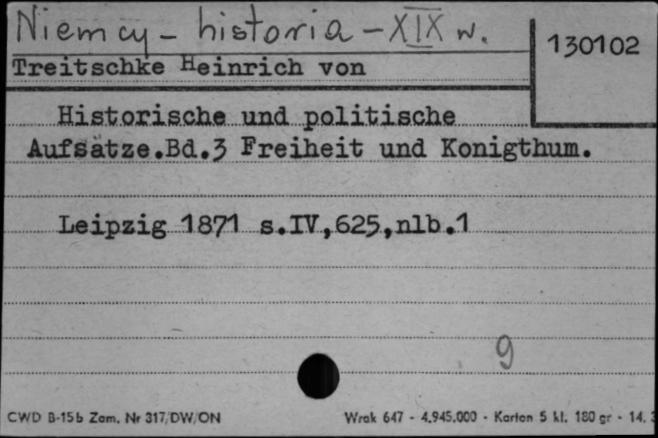 Niemcy - historia - XIX w.
130102
Treitschke Heinrich von
Historische und politische
Aufsätze.Bd.3 Freiheit und Konigthum.
Leipzig 1871 s.IV,625,nlb.1
9
CWD B-15b Zam. Nr 317/DW/ON
Wrak 647 - 4.945.000 - Karton 5 kl. 180 gr - 14.